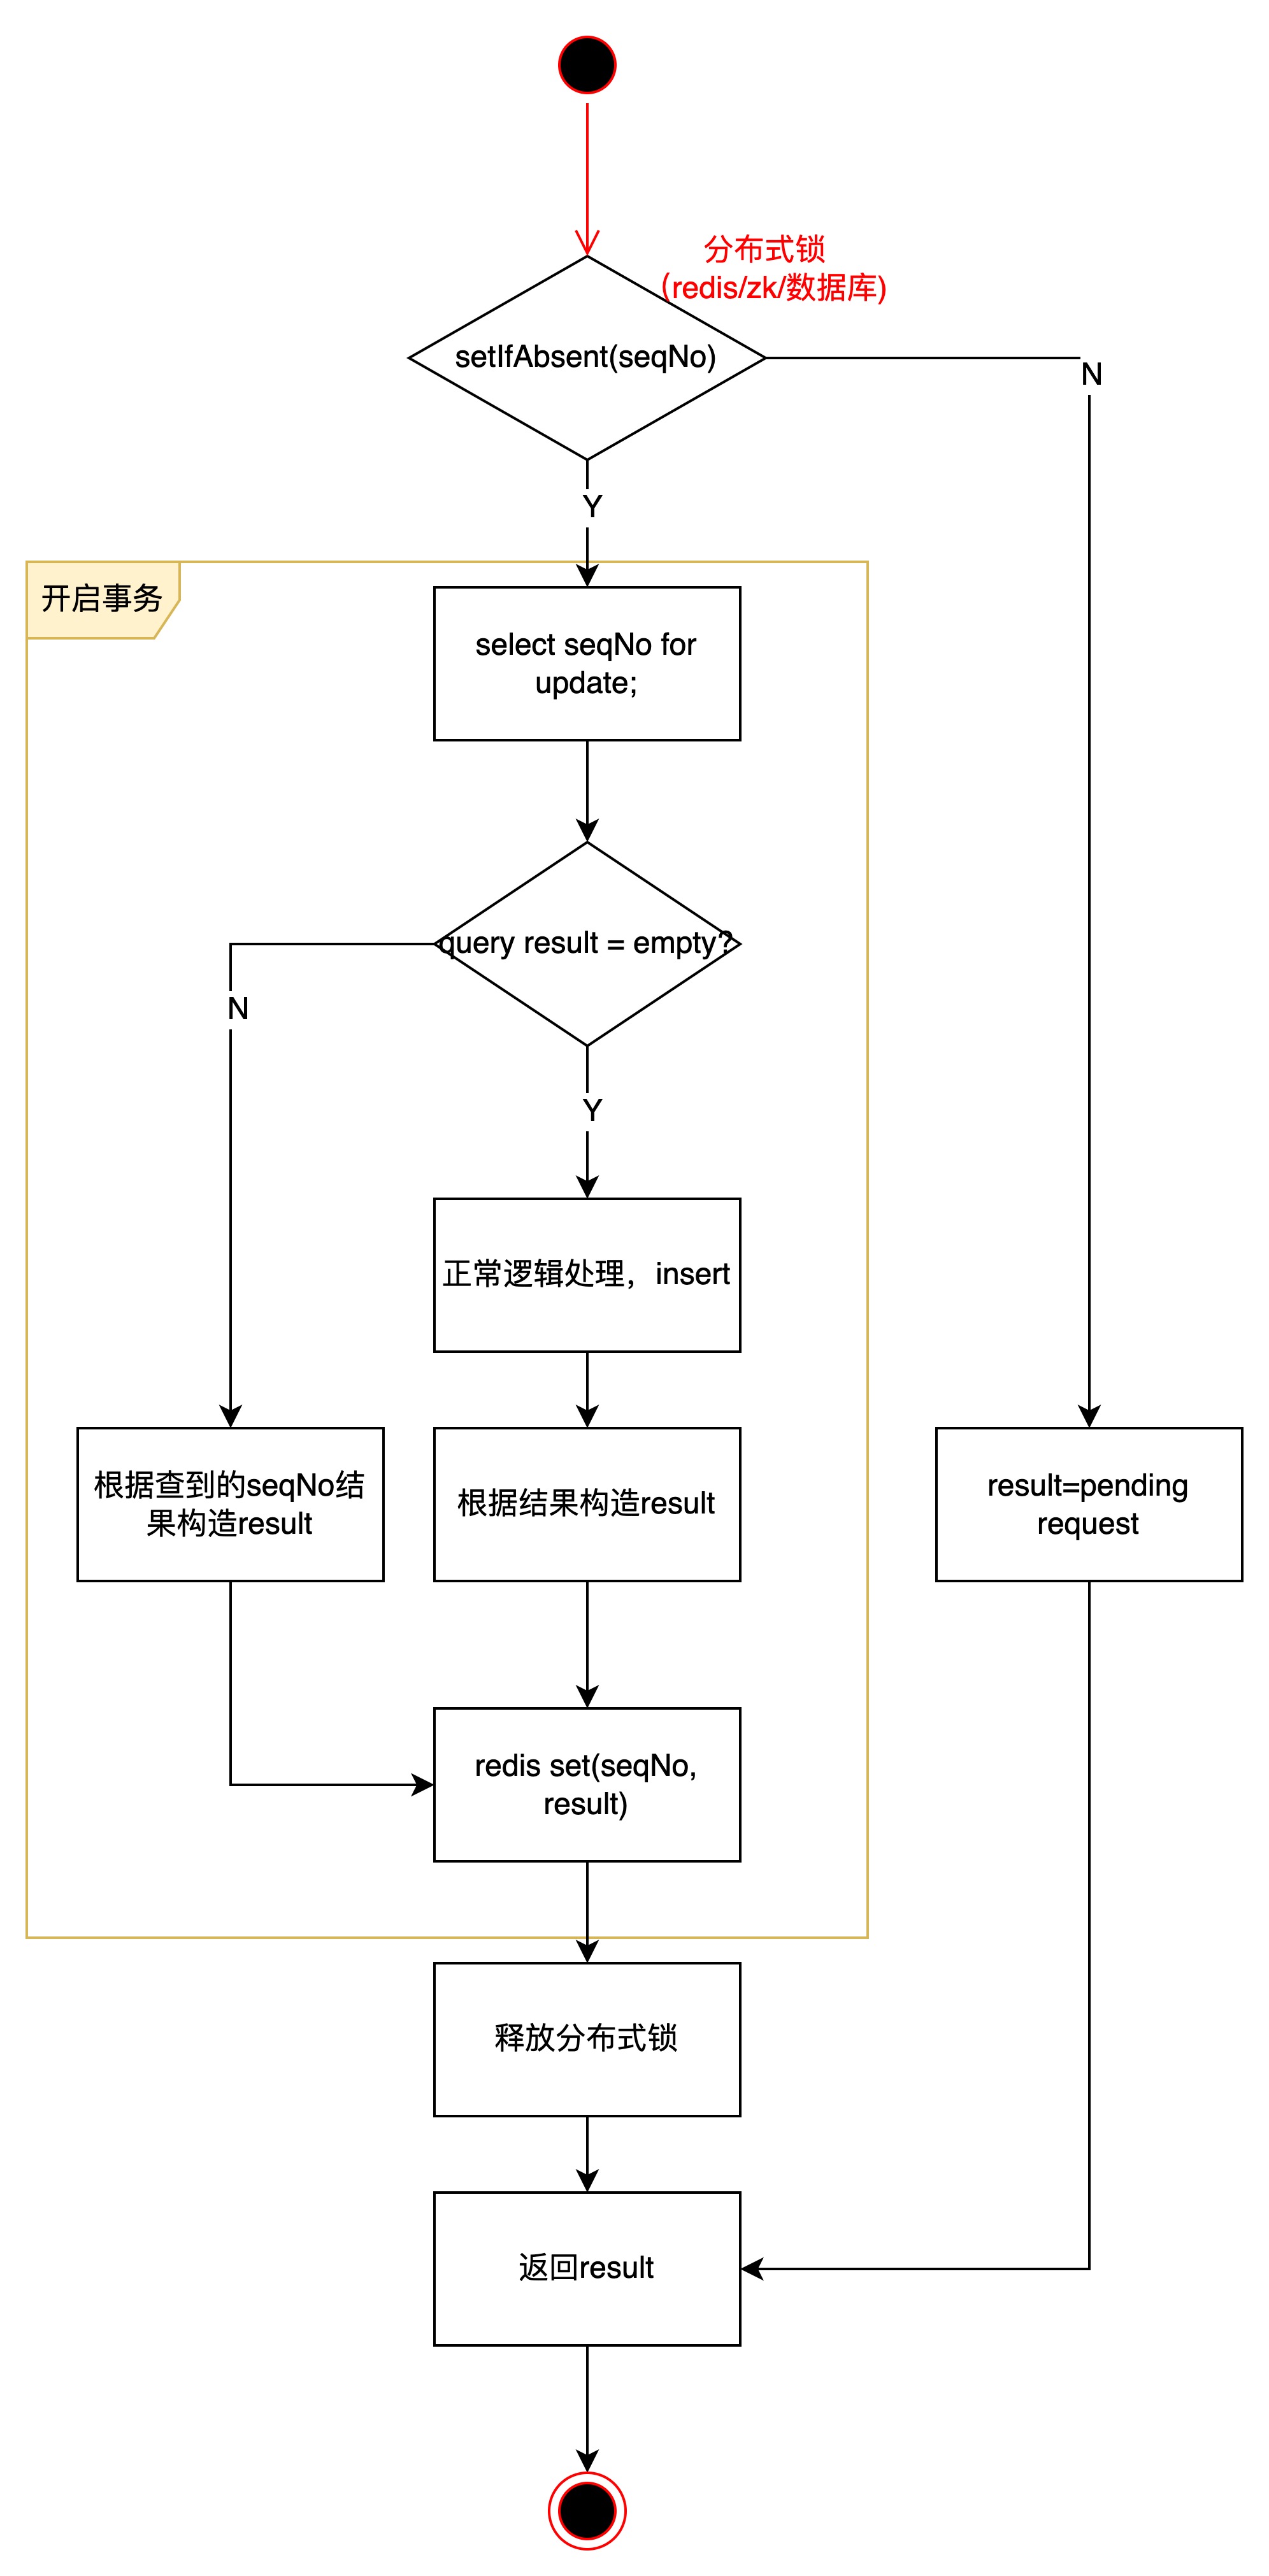 分布式锁
（redis/zk/数据库)
setIfAbsent(seqNo)
N
Y
开启事务
select seqNo for
update;
query result = empty?
N
Y
正常逻辑处理，insert
根据查到的seqNo结
果构造result
根据结果构造result
result=pending
request
redis set(seqNo,
result)
释放分布式锁
返回result